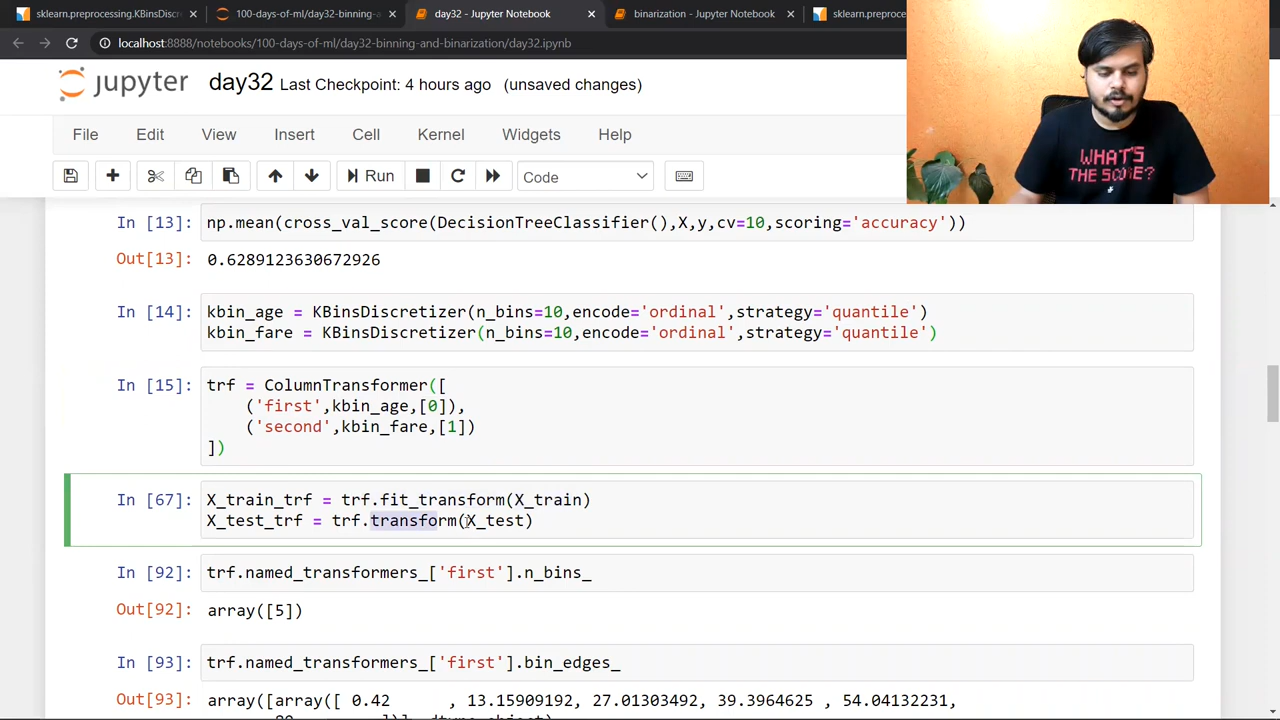 sklearn.preprocessing.KBinsDiscr
100-days-of-ml/day32-binning-a
day32 - Jupyter Notebook
binarization - Jupyter Notebook
sklearn.preproces
localhost:8888/notebooks/100-days-of-ml/day32-binning-and-binarization/day32.ipynb
jupyter day32 Last Checkpoint: 4 hours ago (unsaved changes)
File Edit View Insert Cell Kernel Widgets Help
Run Code
WHAT'S
THE SCORE?
In [13]: np.mean(cross_val_score(DecisionTreeClassifier(),X,y,cv=10,scoring='accuracy'))
Out[13]: 0.6289123630672926
In [14]: kbin_age = KBinsDiscretizer(n_bins=10,encode='ordinal',strategy='quantile')
kbin_fare = KBinsDiscretizer(n_bins=10,encode='ordinal',strategy='quantile')
In [15]: trf = ColumnTransformer([
('first',kbin_age,[0]),
('second',kbin_fare,[1])
])
In [67]: X_train_trf = trf.fit_transform(X_train)
X_test_trf = trf.transform(X_test)
In [92]: trf.named_transformers_['first'].n_bins_
Out[92]: array([5])
In [93]: trf.named_transformers_['first'].bin_edges_
Out[93]: array([array([ 0.42 , 13.15909192, 27.01303492, 39.3964625 , 54.04132231,